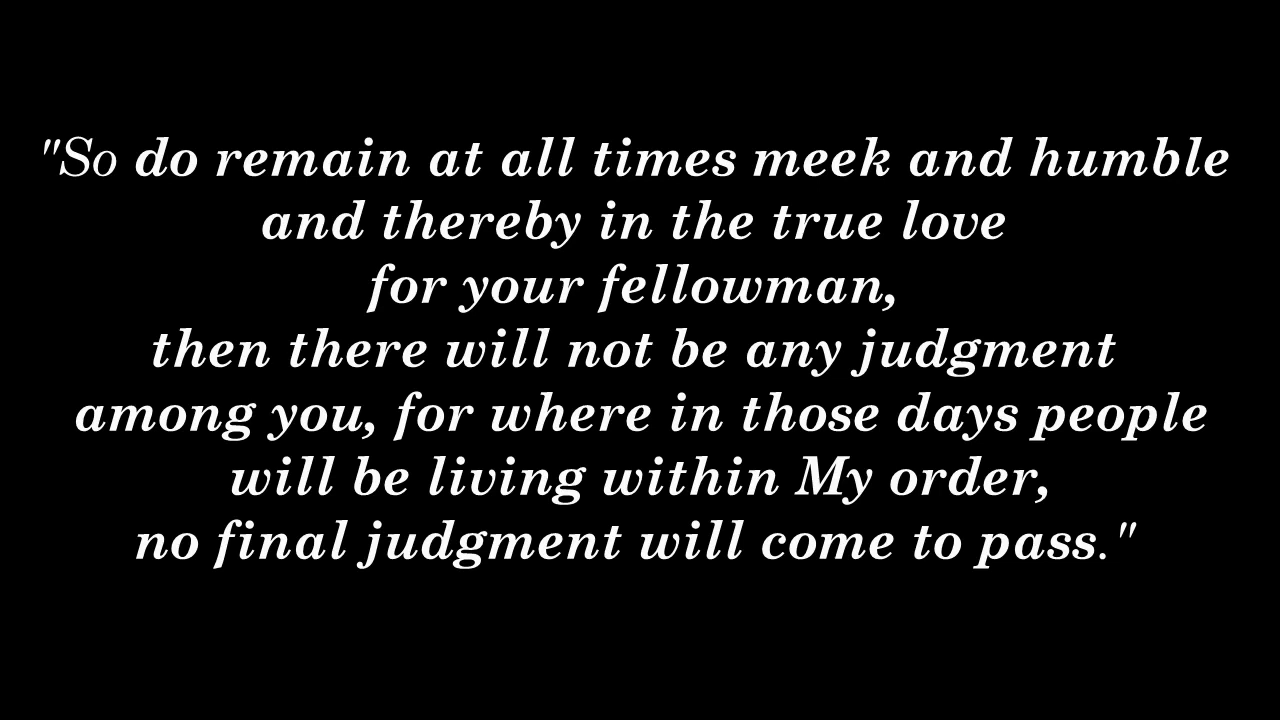 "So do remain at all times meek and humble
and thereby in the true love
for your fellowman,
then there will not be any judgment
among you, for where in those days people
will be living within My order,
no final judgment will come to pass."